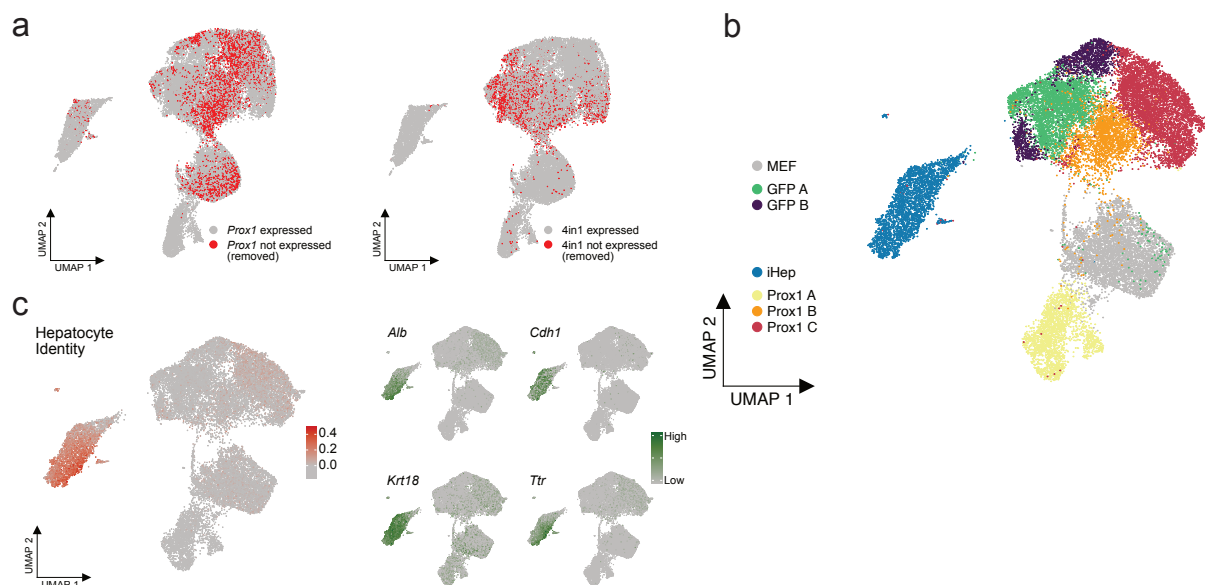 a
UMAP 2
UMAP 1
Prox1 expressed
Prox1 not expressed
(removed)
UMAP 2
UMAP 1
4in1 expressed
4in1 not expressed
(removed)
b
MEF
GFP A
GFP B
iHep
Prox1 A
Prox1 B
Prox1 C
UMAP 2
UMAP 1
c
Hepatocyte
Identity
0.4
0.2
0.0
UMAP 2
UMAP 1
Alb
Cdh1
High
Low
Krt18
Ttr